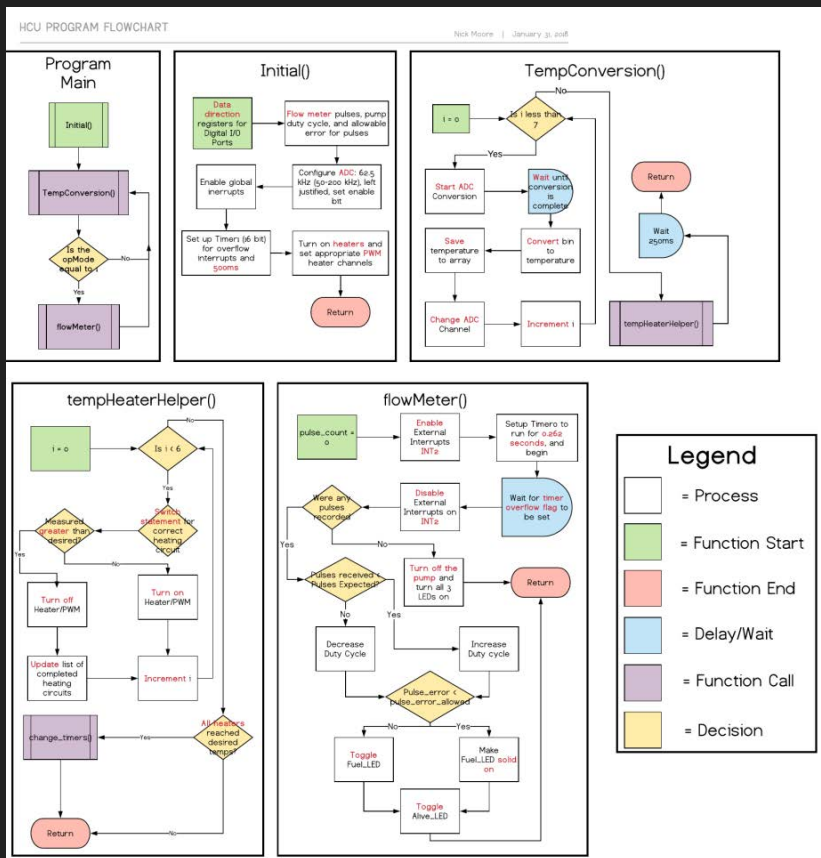 HCU PROGRAM FLOWCHART
Nick Moore | January 31, 2018
Program
Main
Initial()
TempConversion()
Is the
opMode
equal to 1
No
Yes
flowMeter()
Initial()
Data
direction
registers for
Digital I/O
Ports
Flow meter pulses, pump
duty cycle, and allowable
error for pulses
Configure ADC: 62.5
kHz (50-200 kHz), left
justified, set enable
bit
Enable global
inerrupts
Set up Timer1 (16 bit)
for overflow
interrupts and
500ms
Turn on heaters and
set appropriate PWM
heater channels
Return
TempConversion()
i = 0
Is i less than
7
No
Yes
Start ADC
Conversion
Wait until
conversion
is
complete
Convert bin
to
temperature
Save
temperature
to array
Change ADC
Channel
Increment i
Return
Wait
250ms
tempHeaterHelper()
tempHeaterHelper()
i = 0
Is i < 6
No
Yes
Switch
statement for
correct
heating
circuit
Measured
greater than
desired?
Yes
No
Turn off
Heater/PWM
Turn on
Heater/PWM
Update list of
completed
heating
circuits
Increment i
All heaters
reached
desired
temps?
Yes
No
change_timers()
Return
flowMeter()
pulse_count =
0
Enable
External
Interrupts
INT2
Setup Timer0 to
run for 0.262
seconds, and
begin
Wait for timer
overflow flag to
be set
Disable
External
Interrupts on
INT2
Were any
pulses
recorded
Yes
No
Turn off the
pump and
turn all 3
LEDs on
Return
Pulses received <
Pulses Expected?
No
Yes
Decrease
Duty Cycle
Increase
Duty cycle
Pulse_error <
pulse_error_allowed
No
Yes
Toggle
Fuel_LED
Make
Fuel_LED solid
on
Toggle
Alive_LED
Legend
= Process
= Function Start
= Function End
= Delay/Wait
= Function Call
= Decision